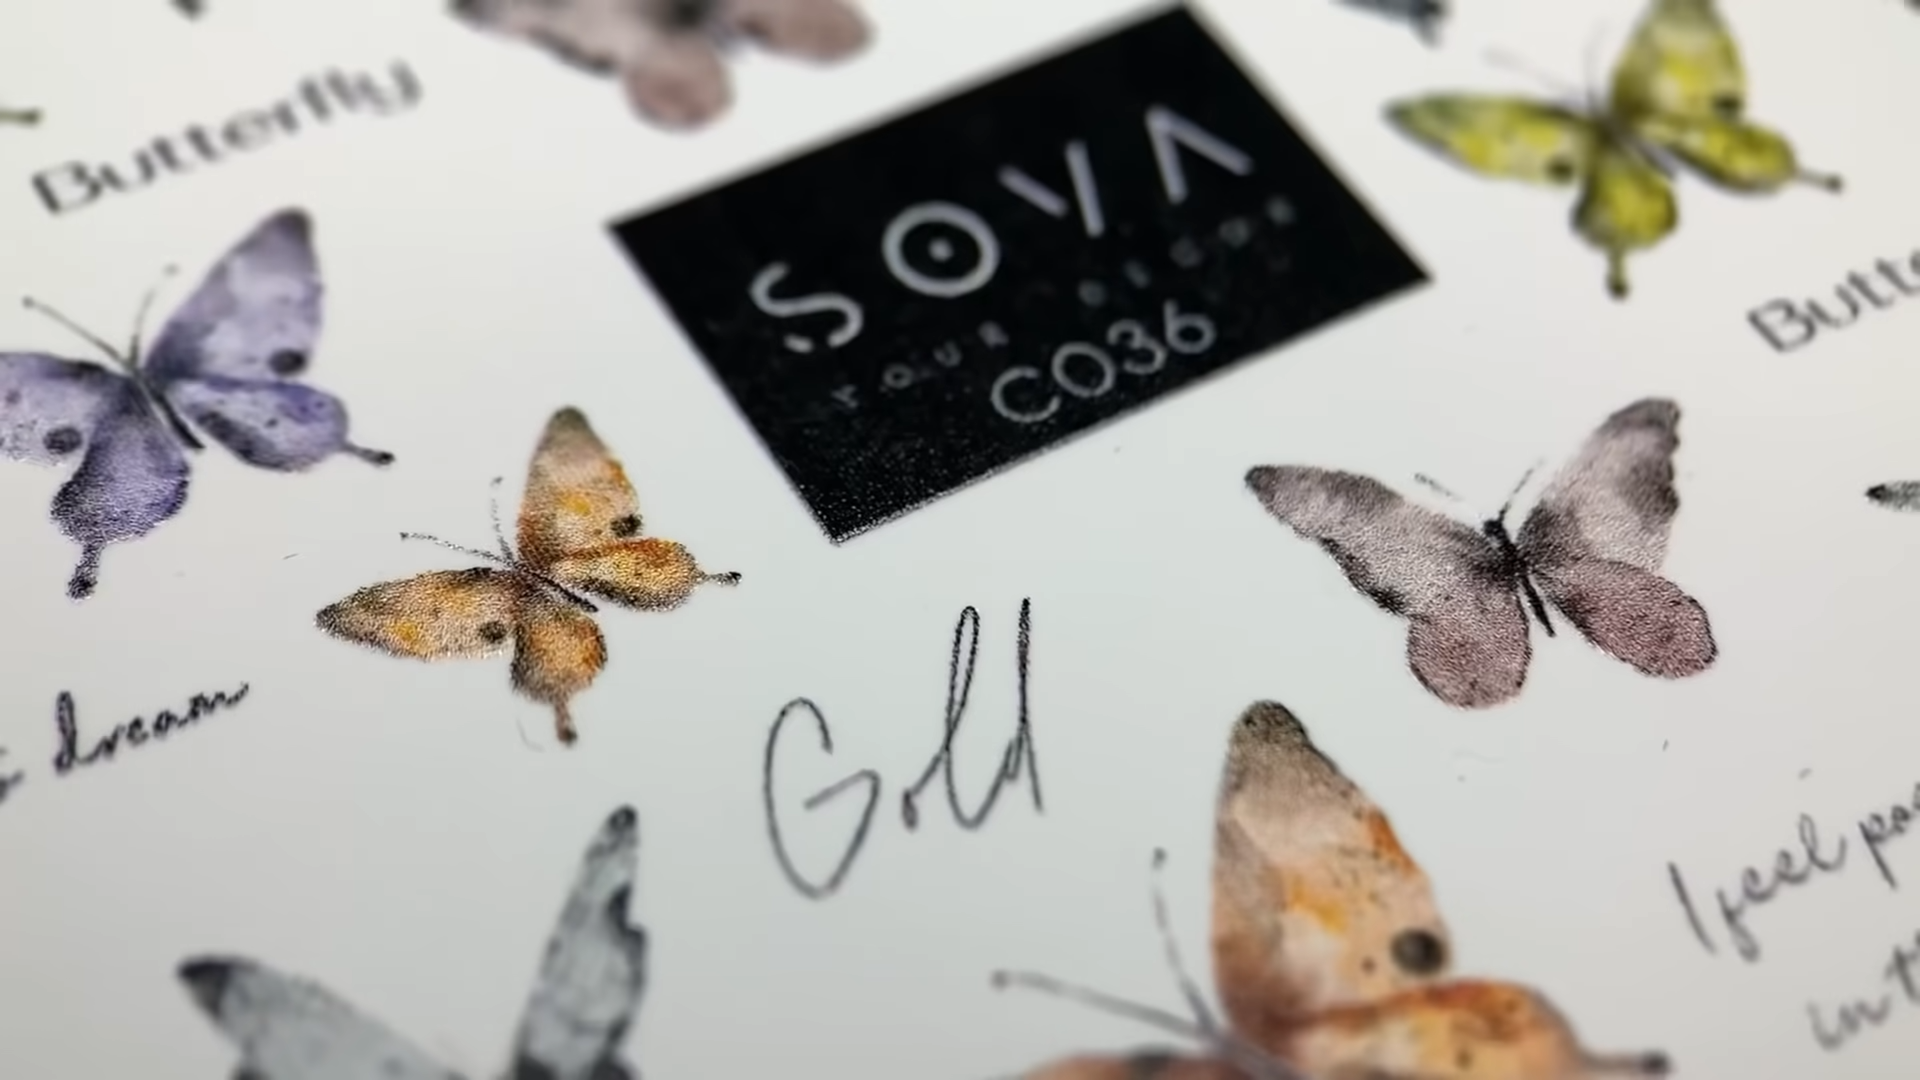 Butterfly
SOVA
YOUR DECOR
C036
Butte
dream
Gold
I feel
in